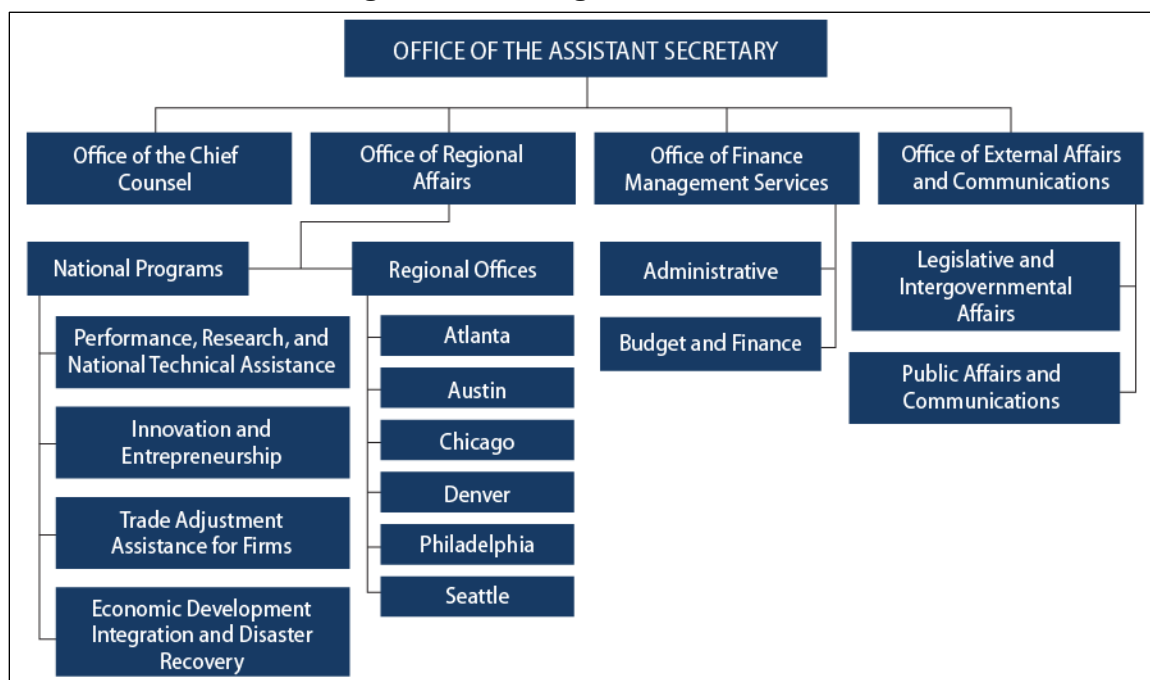 OFFICE OF THE ASSISTANT SECRETARY
Office of the Chief
Counsel
Office of Regional
Affairs
Office of Finance
Management Services
Office of External Affairs
and Communications
National Programs
Performance, Research, and
National Technical Assistance
Innovation and
Entrepreneurship
Trade Adjustment
Assistance for Firms
Economic Development
Integration and Disaster
Recovery
Regional Offices
Atlanta
Austin
Chicago
Denver
Philadelphia
Seattle
Administrative
Budget and Finance
Legislative and
Intergovernmental
Affairs
Public Affairs and
Communications